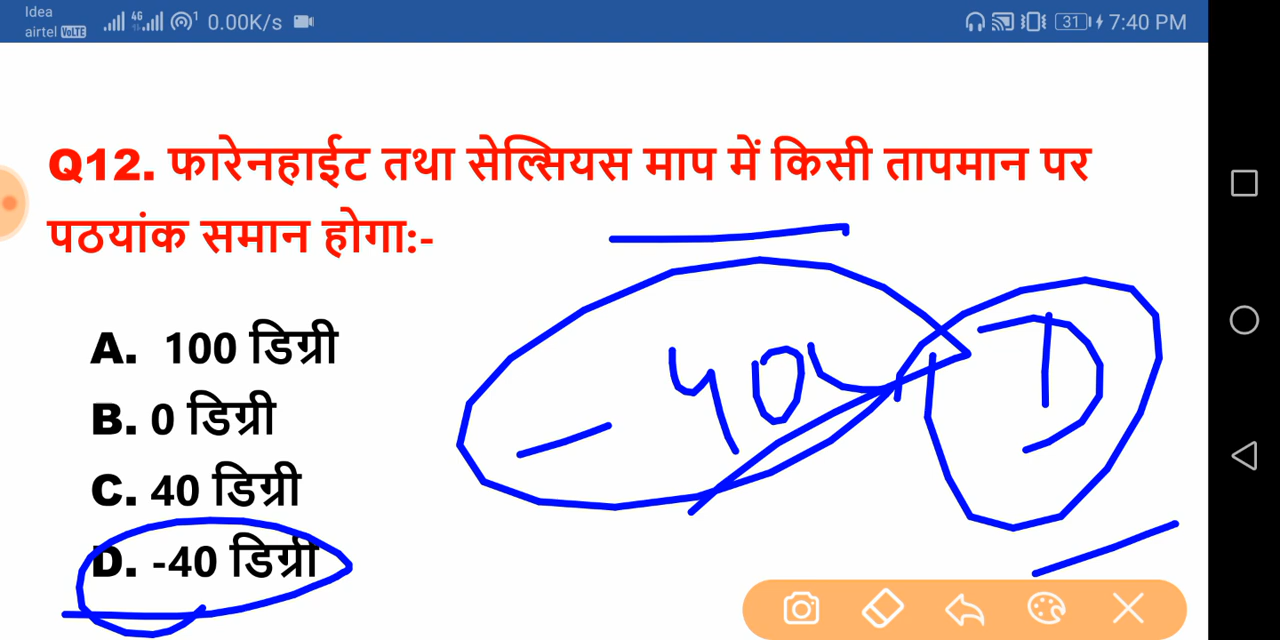 Idea
airtel VoLTE 4G 1 0.00K/s 31 7:40 PM
Q12. फारेनहाईट तथा सेल्सियस माप में किसी तापमान पर
पठयांक समान होगा:-
A. 100 डिग्री
B. 0 डिग्री
C. 40 डिग्री
D. -40 डिग्री
- 40 D